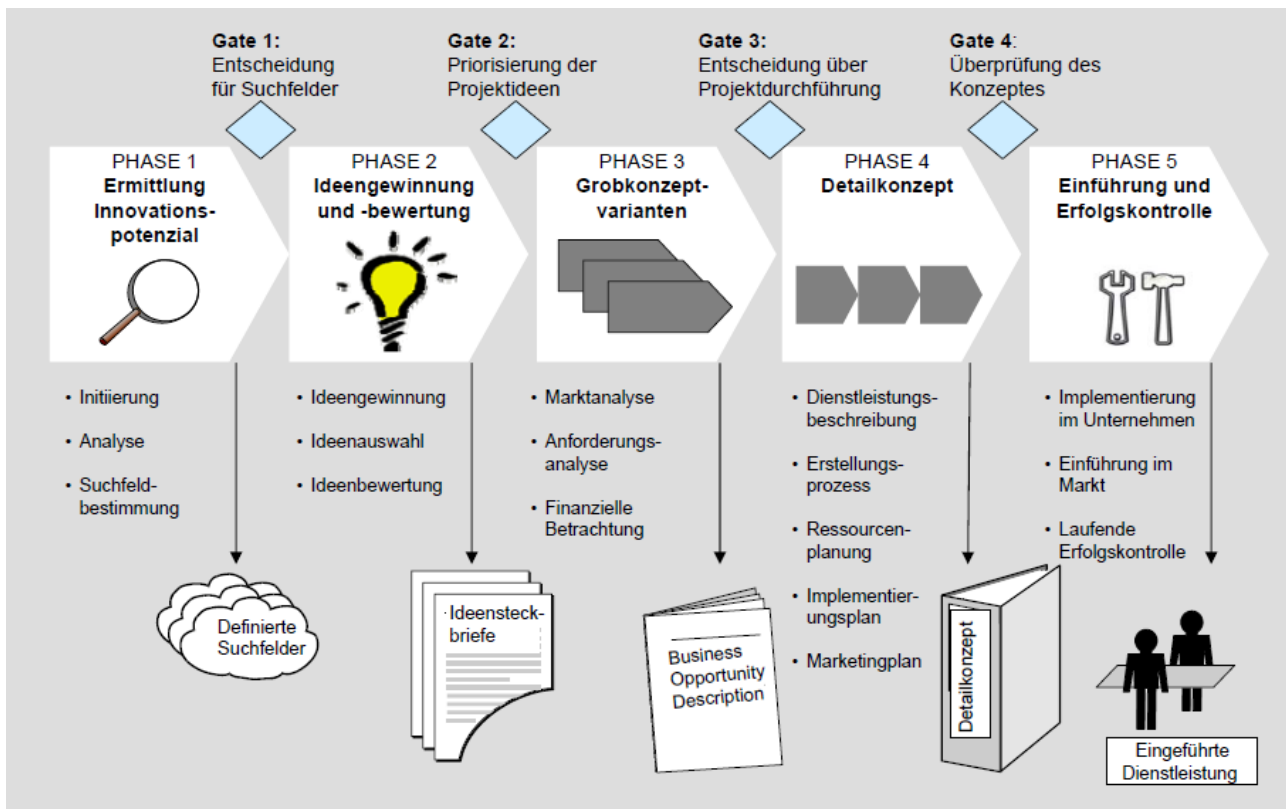 Gate 1:
Entscheidung
für Suchfelder
Gate 2:
Priorisierung der
Projektideen
Gate 3:
Entscheidung über
Projektdurchführung
Gate 4:
Überprüfung des
Konzeptes
PHASE 1
Ermittlung
Innovations-
potenzial
PHASE 2
Ideengewinnung
und -bewertung
PHASE 3
Grobkonzept-
varianten
PHASE 4
Detailkonzept
PHASE 5
Einführung und
Erfolgskontrolle
• Initiierung
• Analyse
• Suchfeld-
bestimmung
• Ideengewinnung
• Ideenauswahl
• Ideenbewertung
• Marktanalyse
• Anforderungs-
analyse
• Finanzielle
Betrachtung
• Dienstleistungs-
beschreibung
• Erstellungs-
prozess
• Ressourcen-
planung
• Implementier-
ungsplan
• Marketingplan
• Implementierung
im Unternehmen
• Einführung im
Markt
• Laufende
Erfolgskontrolle
Definierte
Suchfelder
Ideensteck-
briefe
Business
Opportunity
Description
Detailkonzept
Eingeführte
Dienstleistung